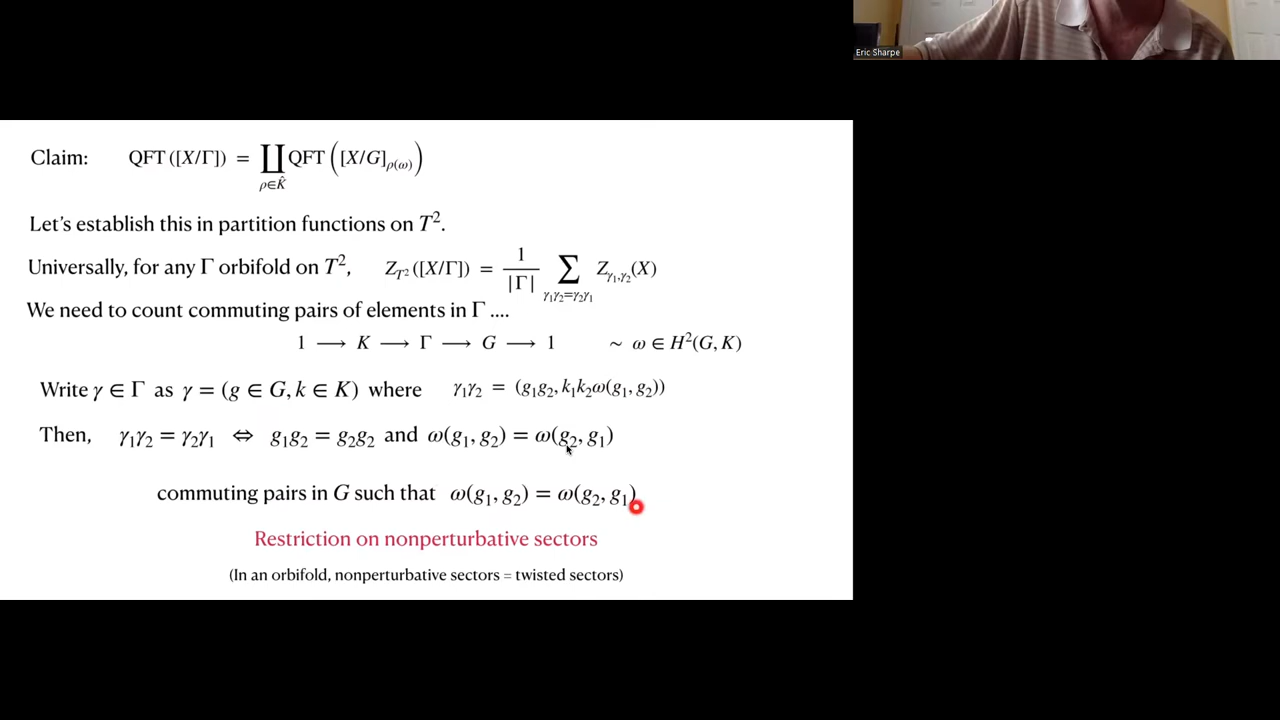 Eric Sharpe
Claim: QFT([X/Γ]) = ∐_{ρ∈K̂} QFT([X/G]_{ρ(ω)})
Let's establish this in partition functions on T².
Universally, for any Γ orbifold on T², Z_{T²}([X/Γ]) = 1/|Γ| ∑_{γ₁γ₂=γ₂γ₁} Z_{γ₁,γ₂}(X)
We need to count commuting pairs of elements in Γ ....
1 ⟶ K ⟶ Γ ⟶ G ⟶ 1 ~ ω ∈ H²(G, K)
Write γ ∈ Γ as γ = (g ∈ G, k ∈ K) where γ₁γ₂ = (g₁g₂, k₁k₂ω(g₁, g₂))
Then, γ₁γ₂ = γ₂γ₁ ⇔ g₁g₂ = g₂g₂ and ω(g₁, g₂) = ω(g₂, g₁)
commuting pairs in G such that ω(g₁, g₂) = ω(g₂, g₁)
Restriction on nonperturbative sectors
(In an orbifold, nonperturbative sectors = twisted sectors)